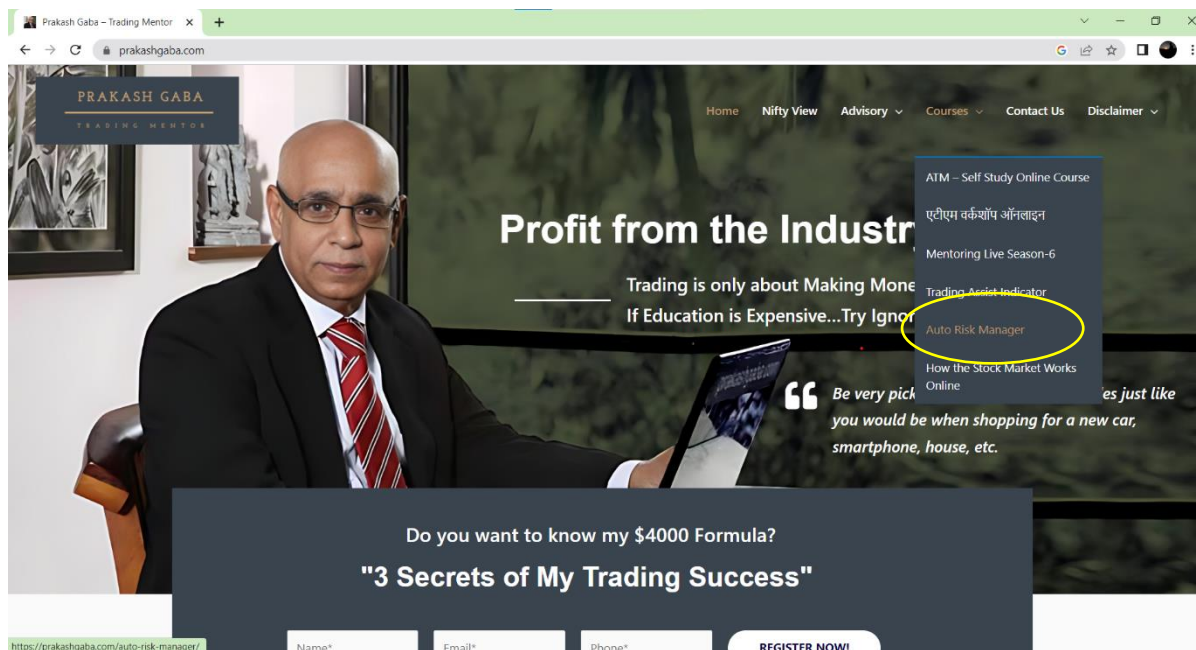 Prakash Gaba – Trading Mentor
prakashgaba.com
PRAKASH GABA
TRADING MENTOR
Home Nifty View Advisory Courses Contact Us Disclaimer
ATM – Self Study Online Course
एटीएम वर्कशॉप ऑनलाइन
Mentoring Live Season-6
Trading Assist Indicator
Auto Risk Manager
How the Stock Market Works
Online
Profit from the Industr
Trading is only about Making Mone
If Education is Expensive...Try Ignor
Be very pick es just like
you would be when shopping for a new car,
smartphone, house, etc.
Do you want to know my $4000 Formula?
"3 Secrets of My Trading Success"
Name* Email* Phone* REGISTER NOW!
https://prakashgaba.com/auto-risk-manager/